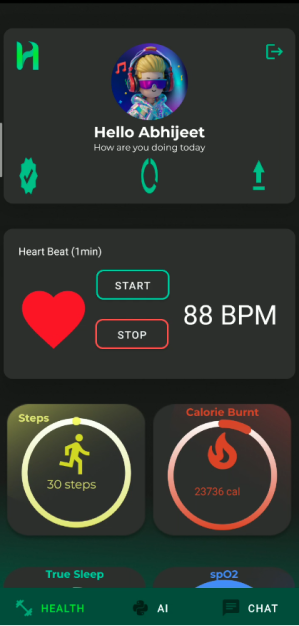 Hello Abhijeet
How are you doing today
Heart Beat (1min)
START
STOP
88 BPM
Steps
30 steps
Calorie Burnt
23736 cal
True Sleep
spO2
HEALTH
AI
CHAT